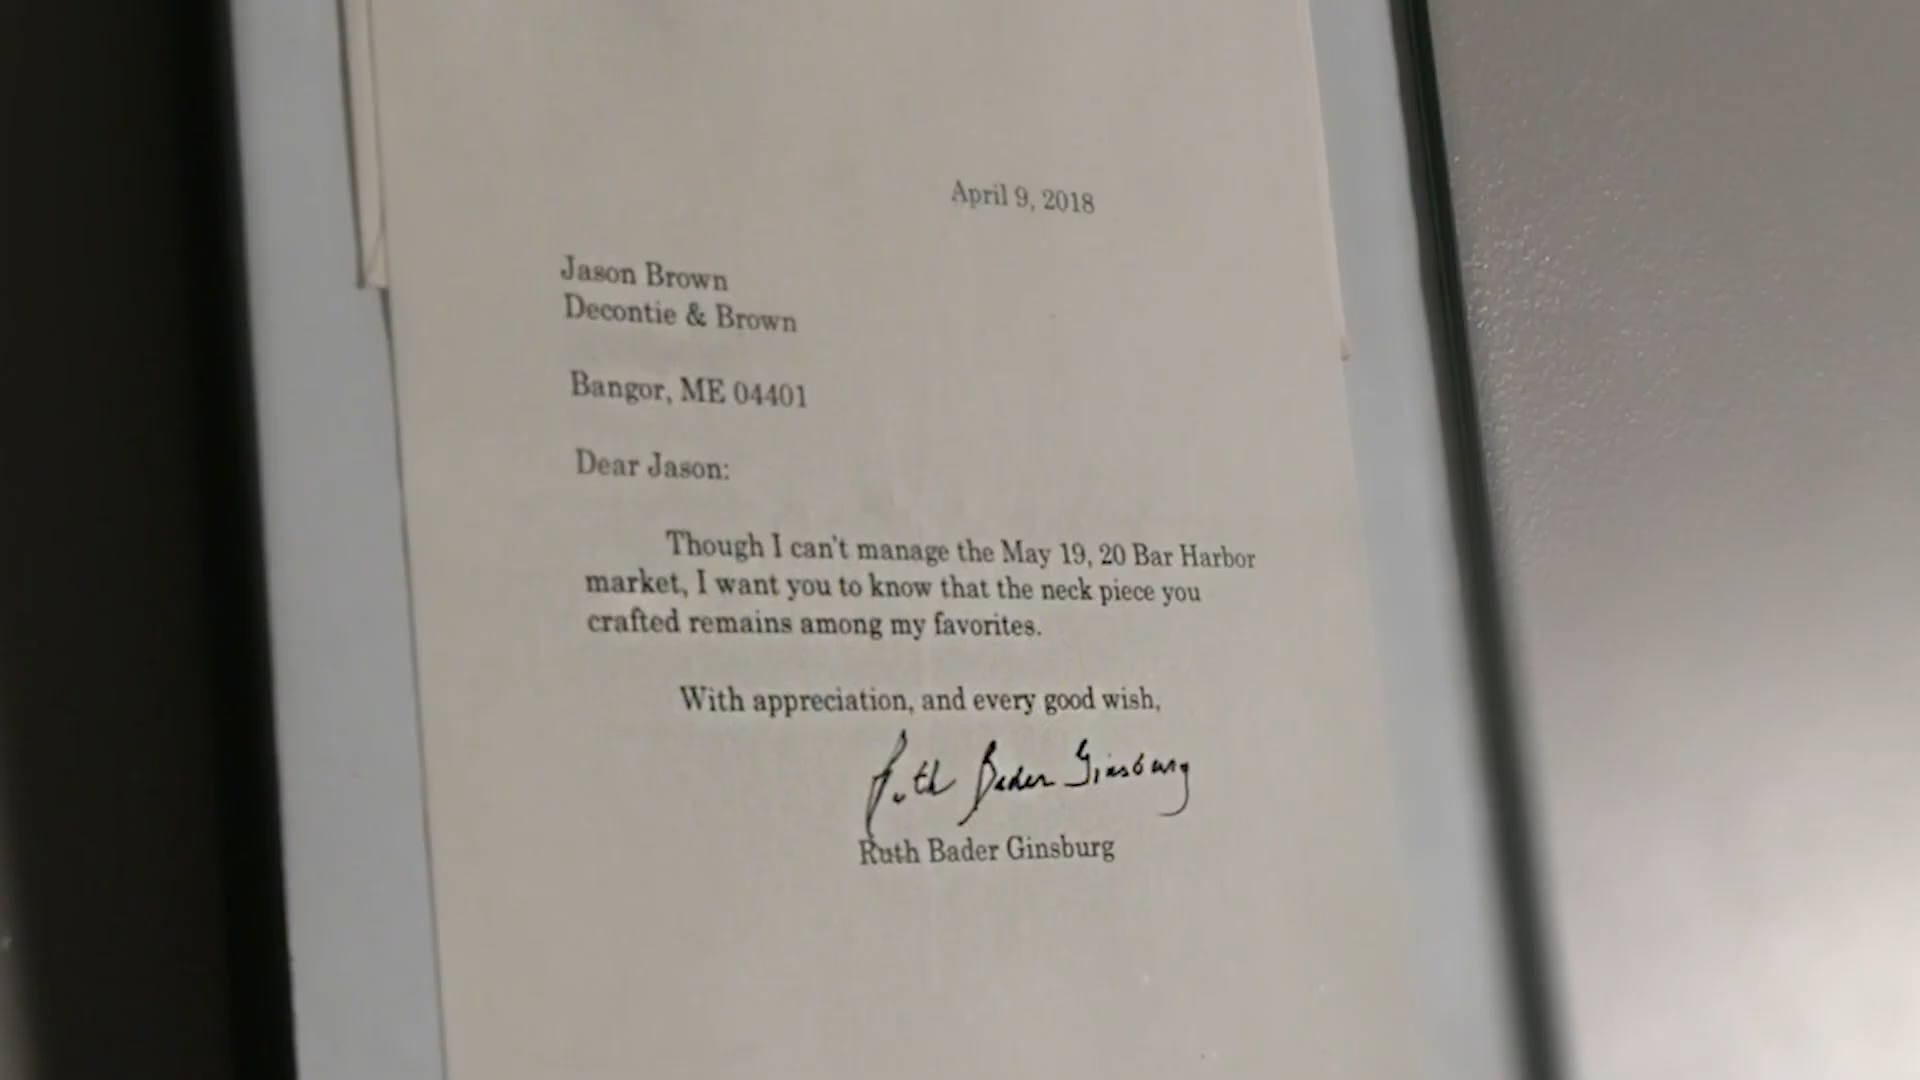 April 9, 2018
Jason Brown
Decontie & Brown
Bangor, ME 04401
Dear Jason:
Though I can't manage the May 19, 20 Bar Harbor
market, I want you to know that the neck piece you
crafted remains among my favorites.
With appreciation, and every good wish,
Ruth Bader Ginsburg
Ruth Bader Ginsburg